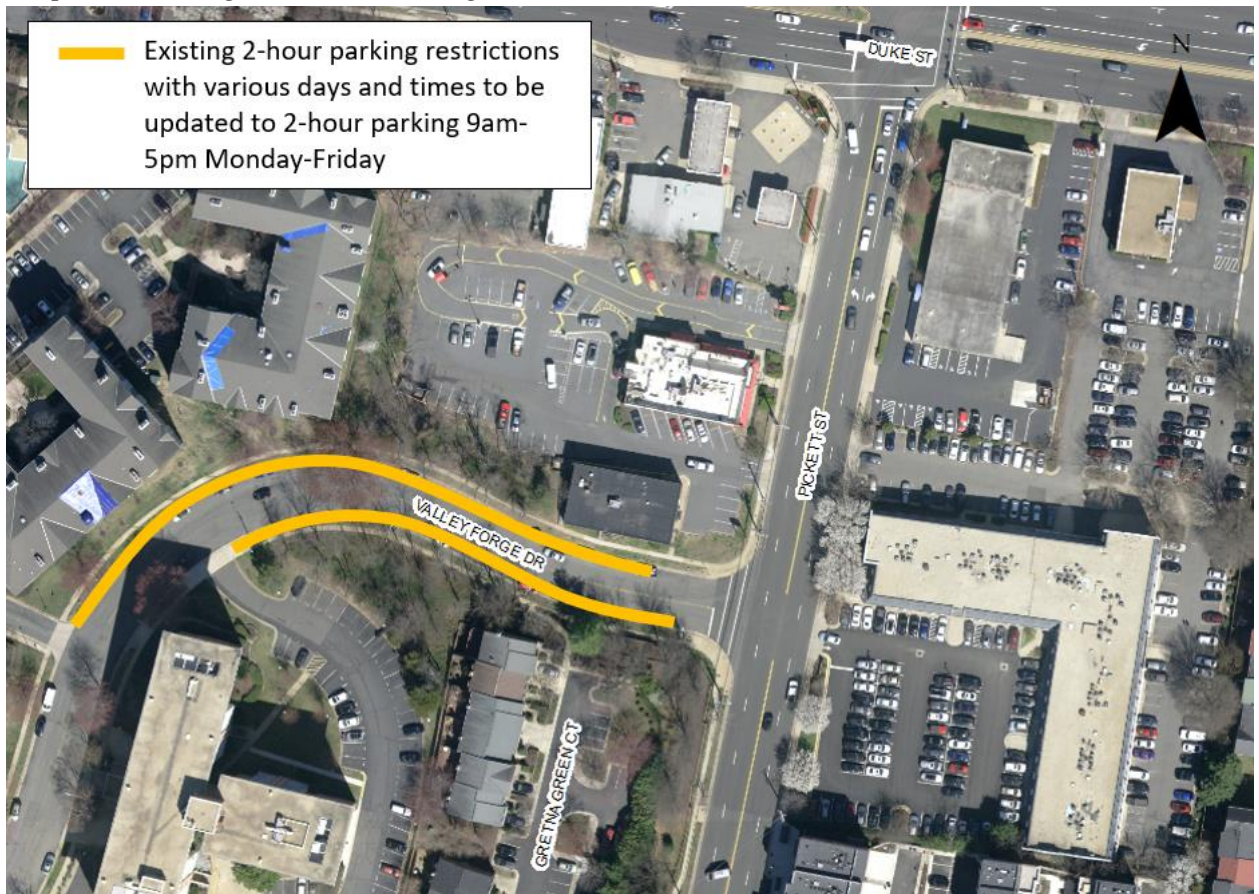 Existing 2-hour parking restrictions
with various days and times to be
updated to 2-hour parking 9am-
5pm Monday-Friday
DUKE ST
N
PICKETT ST
VALLEY FORGE DR
GRETNA GREEN CT